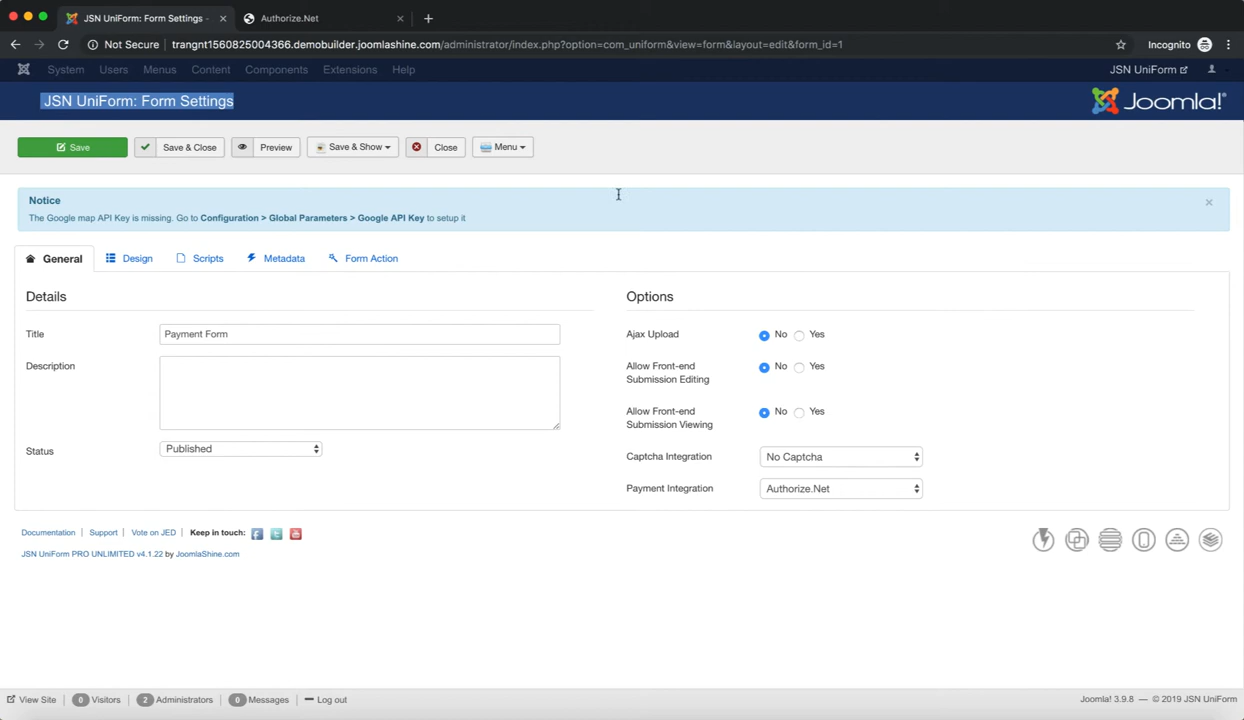 JSN UniForm: Form Settings -
Authorize.Net
Not Secure
trangnt1560825004366.demobuilder.joomlashine.com/administrator/index.php?option=com_uniform&view=form&layout=edit&form_id=1
Incognito
System Users Menus Content Components Extensions Help
JSN UniForm
JSN UniForm: Form Settings
Joomla!®
Save
Save & Close
Preview
Save & Show
Close
Menu
Notice
The Google map API Key is missing. Go to Configuration > Global Parameters > Google API Key to setup it
General Design Scripts Metadata Form Action
Details
Title
Payment Form
Description
Status
Published
Options
Ajax Upload
No Yes
Allow Front-end
Submission Editing
No Yes
Allow Front-end
Submission Viewing
No Yes
Captcha Integration
No Captcha
Payment Integration
Authorize.Net
Documentation | Support | Vote on JED | Keep in touch:
JSN UniForm PRO UNLIMITED v4.1.22 by JoomlaShine.com
View Site | 0 Visitors | 2 Administrators | 0 Messages | Log out
Joomla! 3.9.8 — © 2019 JSN UniForm